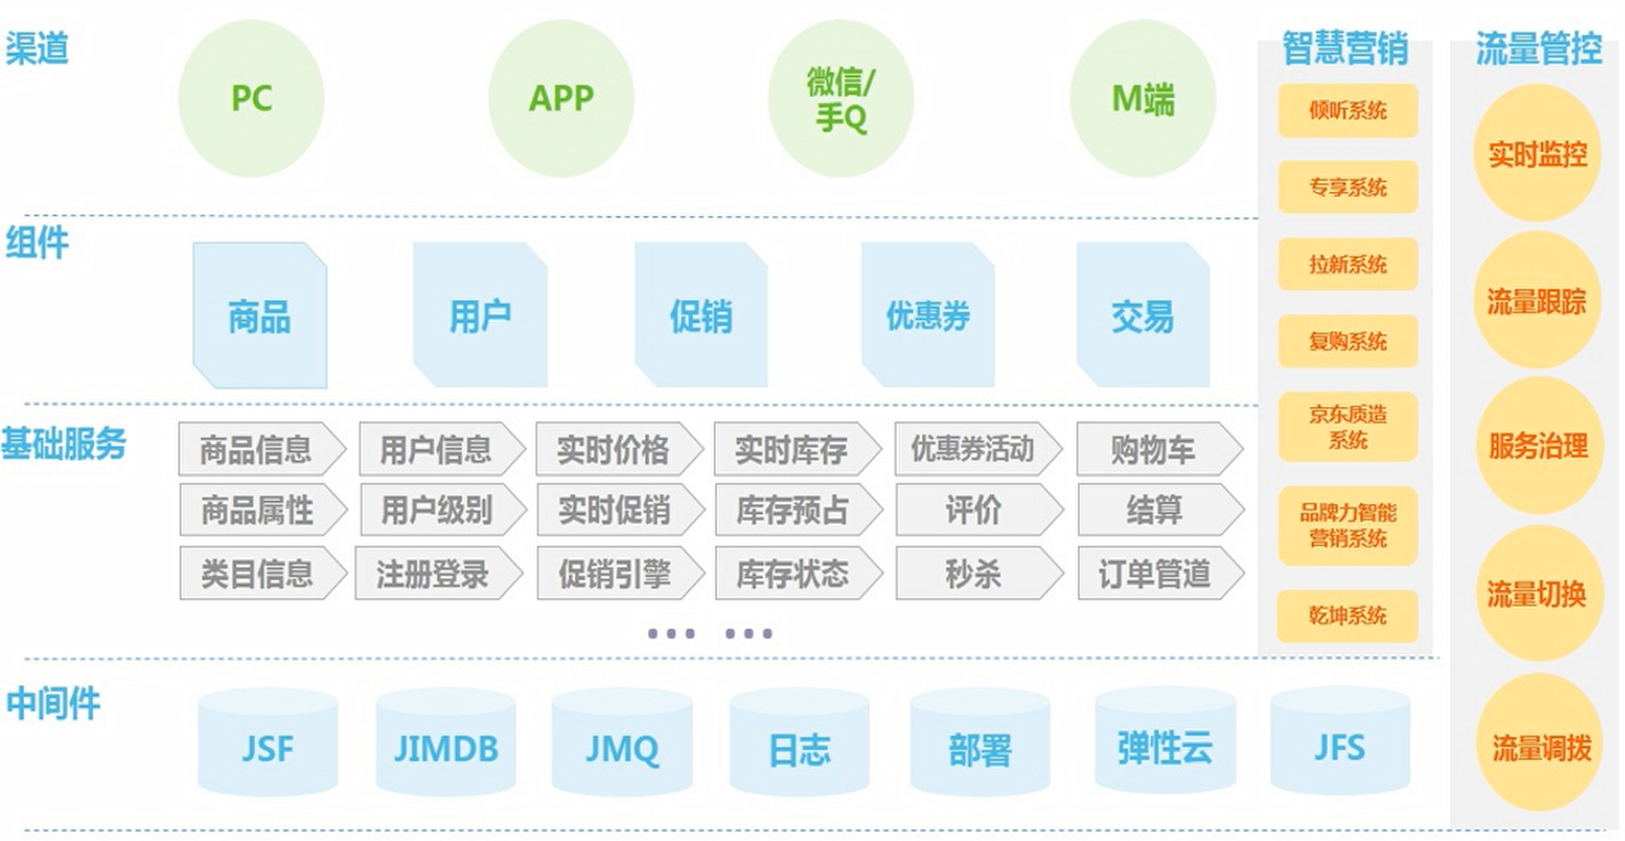 渠道
PC
APP
微信/
手Q
M端
组件
商品
用户
促销
优惠券
交易
基础服务
商品信息
用户信息
实时价格
实时库存
优惠券活动
购物车
商品属性
用户级别
实时促销
库存预占
评价
结算
类目信息
注册登录
促销引擎
库存状态
秒杀
订单管道
... ...
中间件
JSF
JIMDB
JMQ
日志
部署
弹性云
JFS
智慧营销
倾听系统
专享系统
拉新系统
复购系统
京东质造
系统
品牌力智能
营销系统
乾坤系统
流量管控
实时监控
流量跟踪
服务治理
流量切换
流量调拨